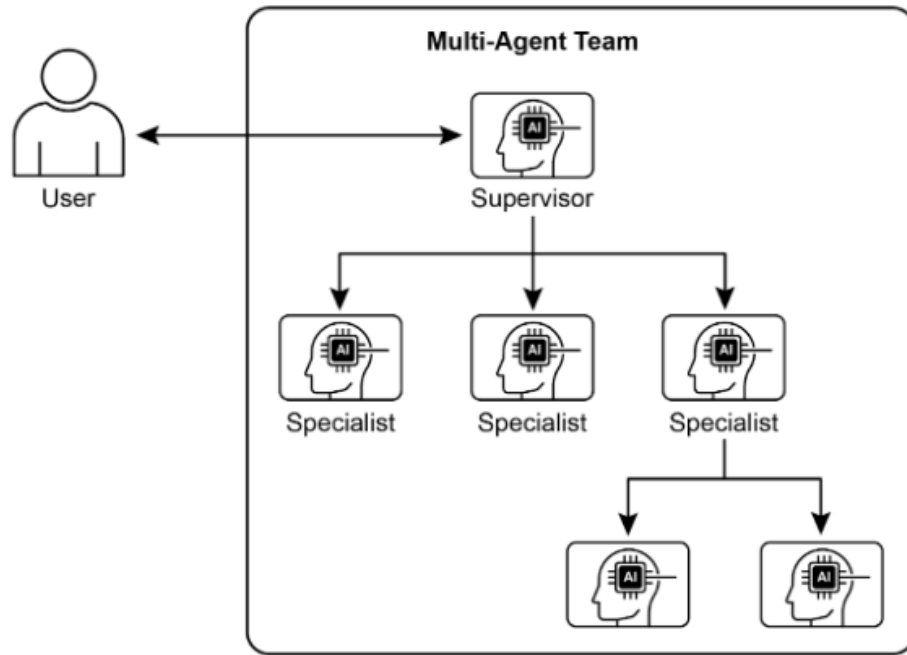 Multi-Agent Team
AI
User
Supervisor
AI
AI
AI
Specialist
Specialist
Specialist
AI
AI